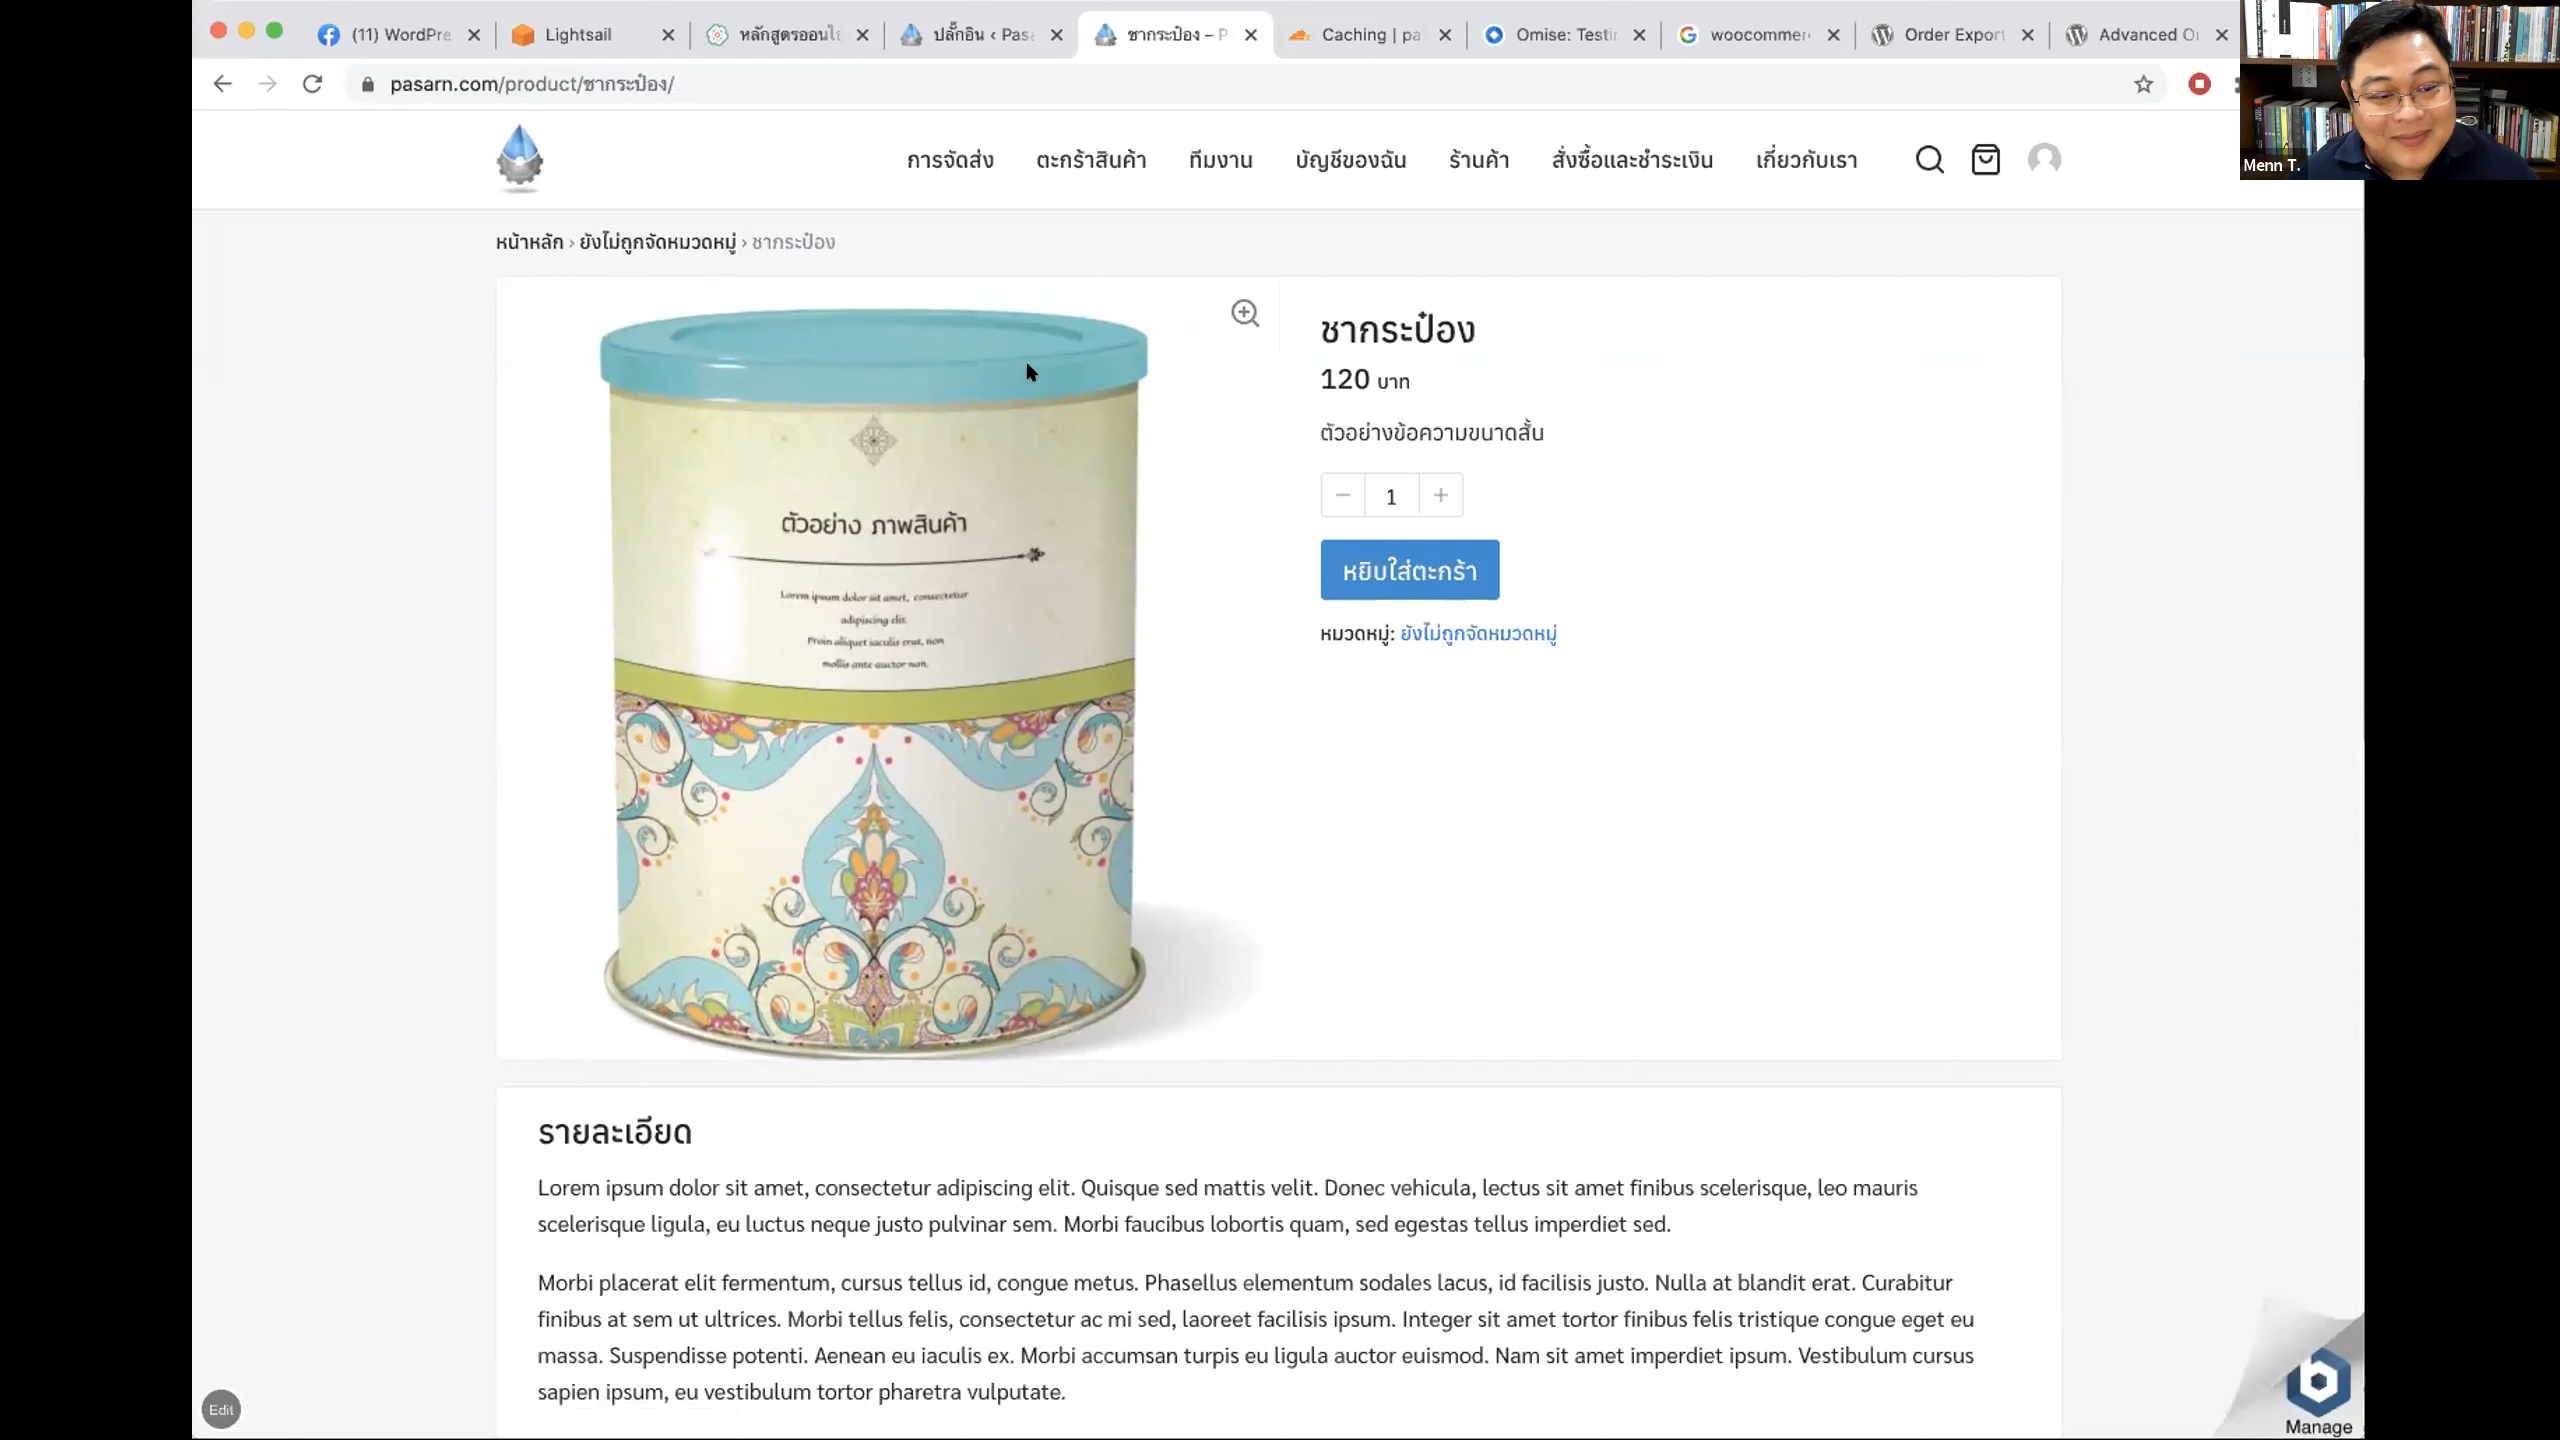 (11) WordPre
Lightsail
หลักสูตรออนไล
ปลั๊กอิน ‹ Pasa
ชากระป๋อง – P
Caching | pa
Omise: Testin
woocommer
Order Export
Advanced Or
pasarn.com/product/ชากระป๋อง/
Menn T.
การจัดส่ง ตะกร้าสินค้า ทีมงาน บัญชีของฉัน ร้านค้า สั่งซื้อและชำระเงิน เกี่ยวกับเรา
หน้าหลัก › ยังไม่ถูกจัดหมวดหมู่ › ชากระป๋อง
ตัวอย่าง ภาพสินค้า
Lorem ipsum dolor sit amet, consectetur
adipiscing elit.
Proin aliquet iaculis erat, non
mollis ante auctor non.
ชากระป๋อง
120 บาท
ตัวอย่างข้อความขนาดสั้น
1
หยิบใส่ตะกร้า
หมวดหมู่: ยังไม่ถูกจัดหมวดหมู่
รายละเอียด
Lorem ipsum dolor sit amet, consectetur adipiscing elit. Quisque sed mattis velit. Donec vehicula, lectus sit amet finibus scelerisque, leo mauris
scelerisque ligula, eu luctus neque justo pulvinar sem. Morbi faucibus lobortis quam, sed egestas tellus imperdiet sed.
Morbi placerat elit fermentum, cursus tellus id, congue metus. Phasellus elementum sodales lacus, id facilisis justo. Nulla at blandit erat. Curabitur
finibus at sem ut ultrices. Morbi tellus felis, consectetur ac mi sed, laoreet facilisis ipsum. Integer sit amet tortor finibus felis tristique congue eget eu
massa. Suspendisse potenti. Aenean eu iaculis ex. Morbi accumsan turpis eu ligula auctor euismod. Nam sit amet imperdiet ipsum. Vestibulum cursus
sapien ipsum, eu vestibulum tortor pharetra vulputate.
Edit
Manage